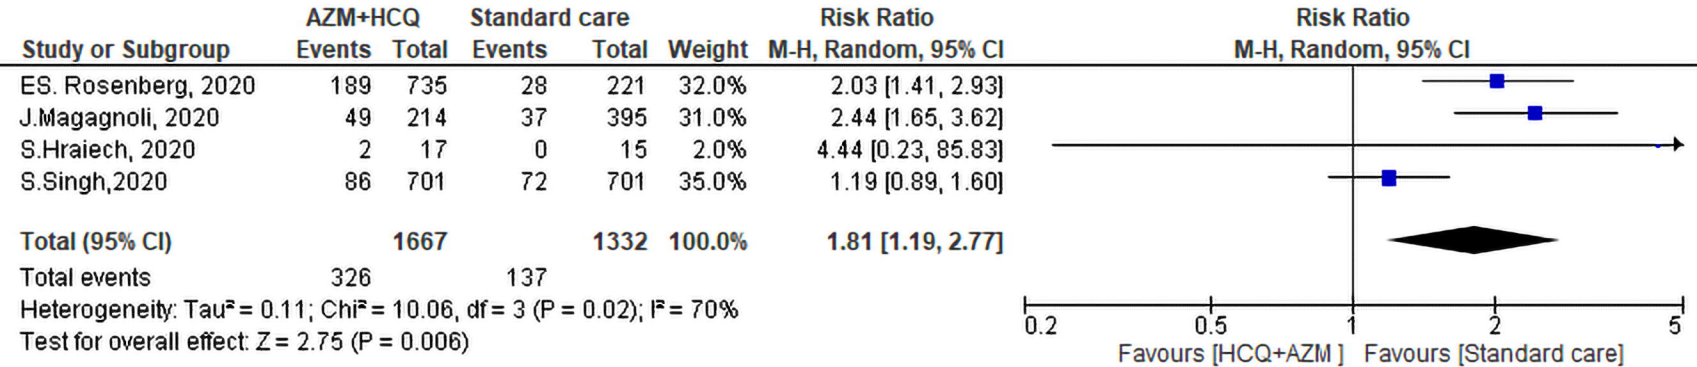 AZM+HCQ Standard care Risk Ratio Risk Ratio
Study or Subgroup Events Total Events Total Weight M-H, Random, 95% CI M-H, Random, 95% CI
ES. Rosenberg, 2020 189 735 28 221 32.0% 2.03 [1.41, 2.93]
J.Magagnoli, 2020 49 214 37 395 31.0% 2.44 [1.65, 3.62]
S.Hraiech, 2020 2 17 0 15 2.0% 4.44 [0.23, 85.83]
S.Singh,2020 86 701 72 701 35.0% 1.19 [0.89, 1.60]
Total (95% CI) 1667 1332 100.0% 1.81 [1.19, 2.77]
Total events 326 137
Heterogeneity: Tau² = 0.11; Chi² = 10.06, df = 3 (P = 0.02); I² = 70%
Test for overall effect: Z = 2.75 (P = 0.006)
0.2 0.5 1 2 5
Favours [HCQ+AZM ] Favours [Standard care]